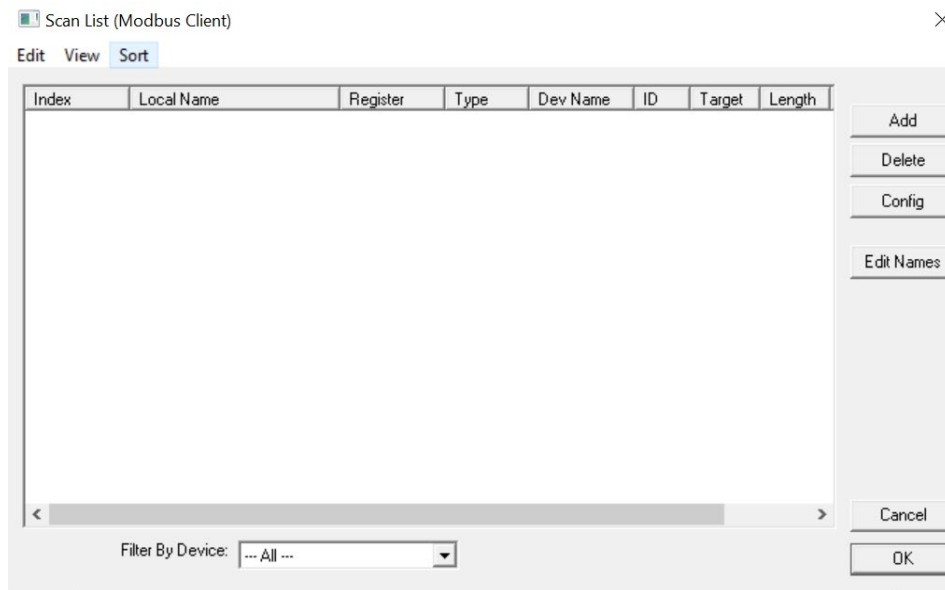 Scan List (Modbus Client)
Edit View Sort
Index Local Name Register Type Dev Name ID Target Length
Add
Delete
Config
Edit Names
Cancel
Filter By Device: --- All ---
OK